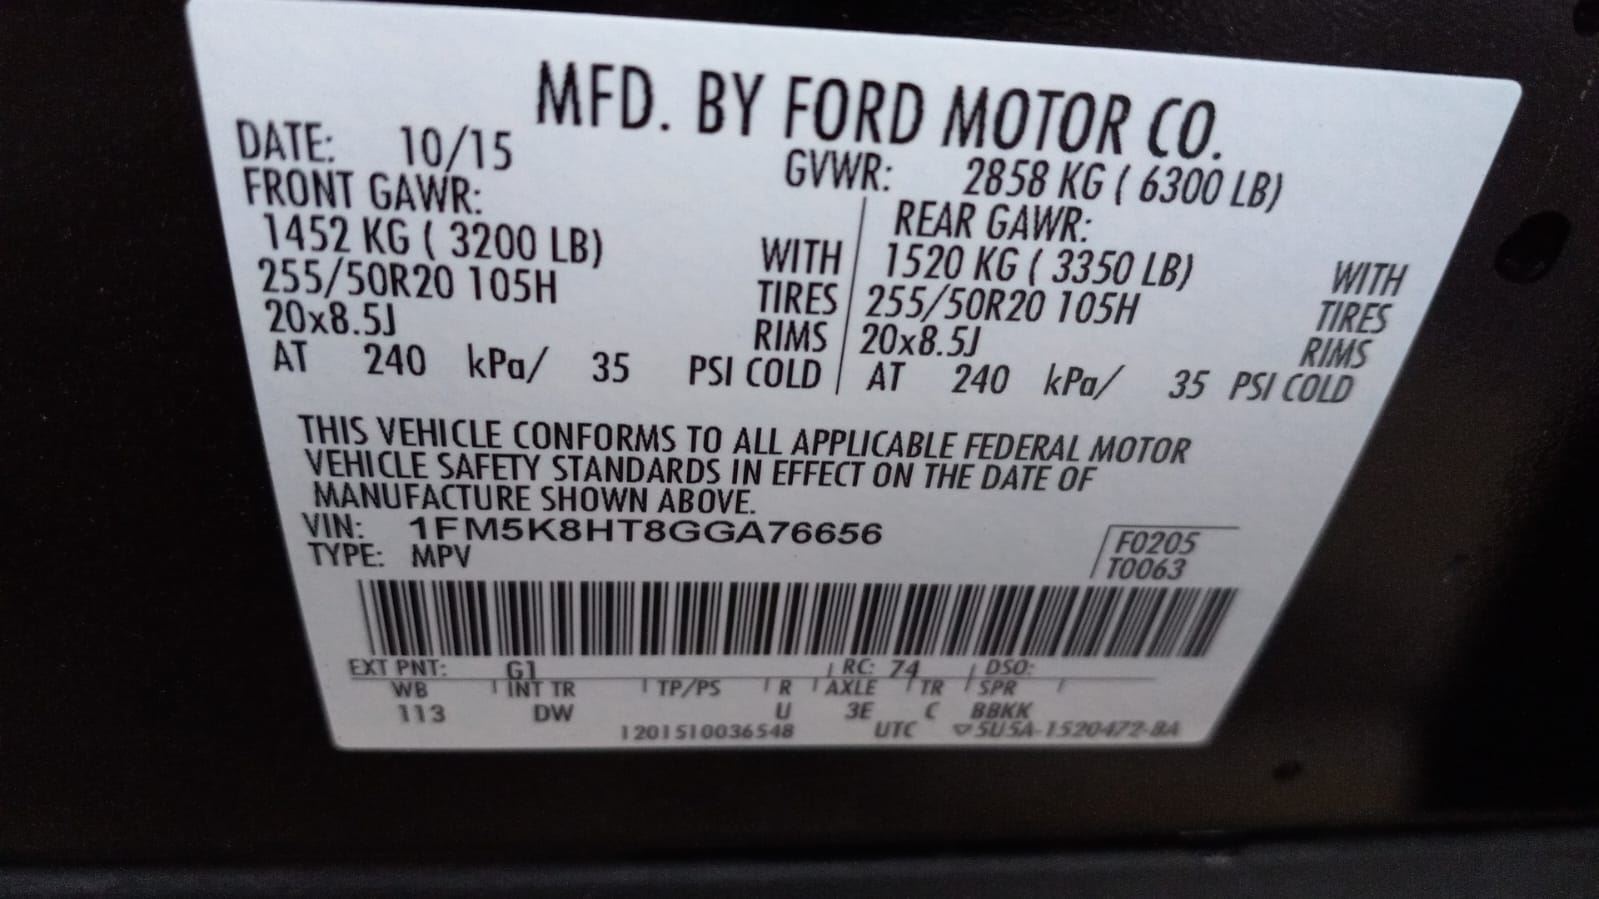 MFD. BY FORD MOTOR CO.
DATE: 10/15 GVWR: 2858 KG ( 6300 LB)
FRONT GAWR: REAR GAWR:
1452 KG ( 3200 LB) WITH 1520 KG ( 3350 LB) WITH
255/50R20 105H TIRES 255/50R20 105H TIRES
20x8.5J RIMS 20x8.5J RIMS
AT 240 kPa/ 35 PSI COLD AT 240 kPa/ 35 PSI COLD
THIS VEHICLE CONFORMS TO ALL APPLICABLE FEDERAL MOTOR
VEHICLE SAFETY STANDARDS IN EFFECT ON THE DATE OF
MANUFACTURE SHOWN ABOVE.
VIN: 1FM5K8HT8GGA76656 F0205
TYPE: MPV T0063
EXT PNT: G1 RC: 74 DSO:
WB INT TR TP/PS R AXLE TR SPR
113 DW U 3E C BBKK
1201510036548 UTC ▽5U5A-1520472-BA